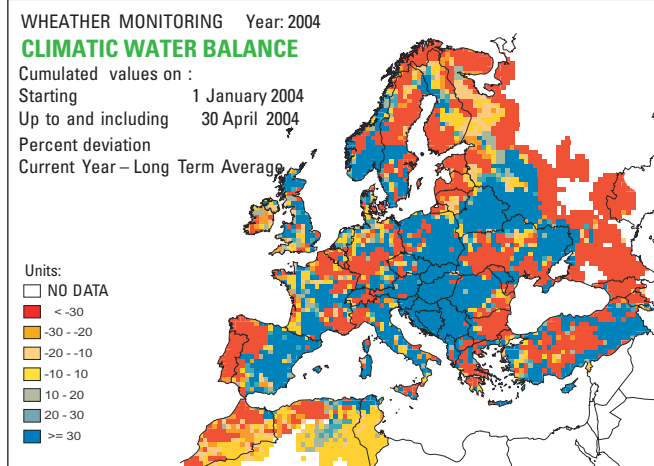 WHEATHER MONITORING Year: 2004
CLIMATIC WATER BALANCE
Cumulated values on :
Starting 1 January 2004
Up to and including 30 April 2004
Percent deviation
Current Year – Long Term Average
Units:
NO DATA
< -30
-30 - -20
-20 - -10
-10 - 10
10 - 20
20 - 30
>= 30